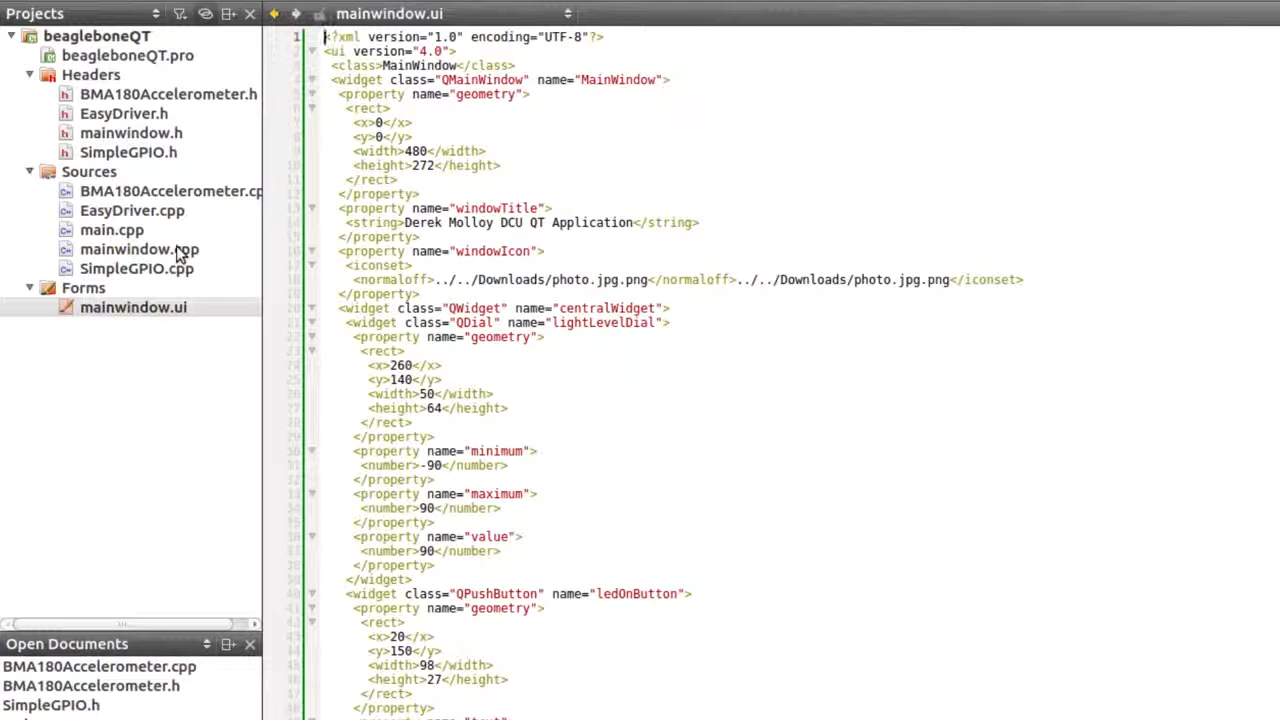 Projects
mainwindow.ui
beagleboneQT
beagleboneQT.pro
Headers
BMA180Accelerometer.h
EasyDriver.h
mainwindow.h
SimpleGPIO.h
Sources
BMA180Accelerometer.cp
EasyDriver.cpp
main.cpp
mainwindow.cpp
SimpleGPIO.cpp
Forms
mainwindow.ui
Open Documents
BMA180Accelerometer.cpp
BMA180Accelerometer.h
SimpleGPIO.h
1 <?xml version="1.0" encoding="UTF-8"?>
<ui version="4.0">
<class>MainWindow</class>
<widget class="QMainWindow" name="MainWindow">
<property name="geometry">
<rect>
<x>0</x>
<y>0</y>
<width>480</width>
<height>272</height>
</rect>
</property>
<property name="windowTitle">
<string>Derek Molloy DCU QT Application</string>
</property>
<property name="windowIcon">
<iconset>
<normaloff>../../Downloads/photo.jpg.png</normaloff>../../Downloads/photo.jpg.png</iconset>
</property>
<widget class="QWidget" name="centralWidget">
<widget class="QDial" name="lightLevelDial">
<property name="geometry">
<rect>
<x>260</x>
<y>140</y>
<width>50</width>
<height>64</height>
</rect>
</property>
<property name="minimum">
<number>-90</number>
</property>
<property name="maximum">
<number>90</number>
</property>
<property name="value">
<number>90</number>
</property>
</widget>
<widget class="QPushButton" name="ledOnButton">
<property name="geometry">
<rect>
<x>20</x>
<y>150</y>
<width>98</width>
<height>27</height>
</rect>
</property>